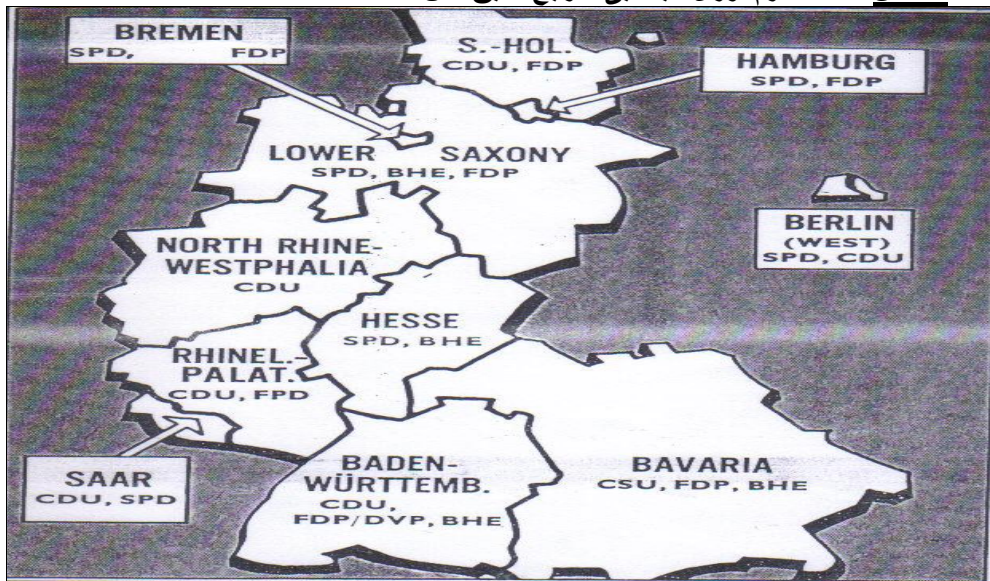 BREMEN
SPD, FDP
S.-HOL.
CDU, FDP
HAMBURG
SPD, FDP
LOWER SAXONY
SPD, BHE, FDP
BERLIN
(WEST)
SPD, CDU
NORTH RHINE-
WESTPHALIA
CDU
HESSE
SPD, BHE
RHINEL.-
PALAT.
CDU, FPD
SAAR
CDU, SPD
BADEN-
WÜRTTEMB.
CDU,
FDP/DVP, BHE
BAVARIA
CSU, FDP, BHE